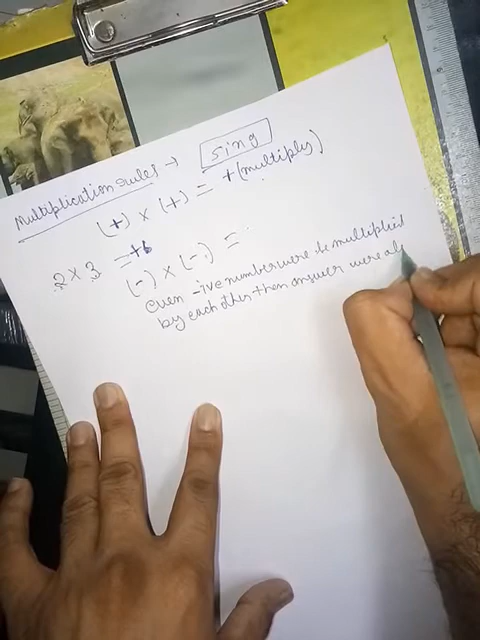 Multiplication rules → sing
(+) × (+) = + (multiply)
2 × 3 = +6
(-) × (-) =
even -ive number were be multiplied
by each other then answer were al